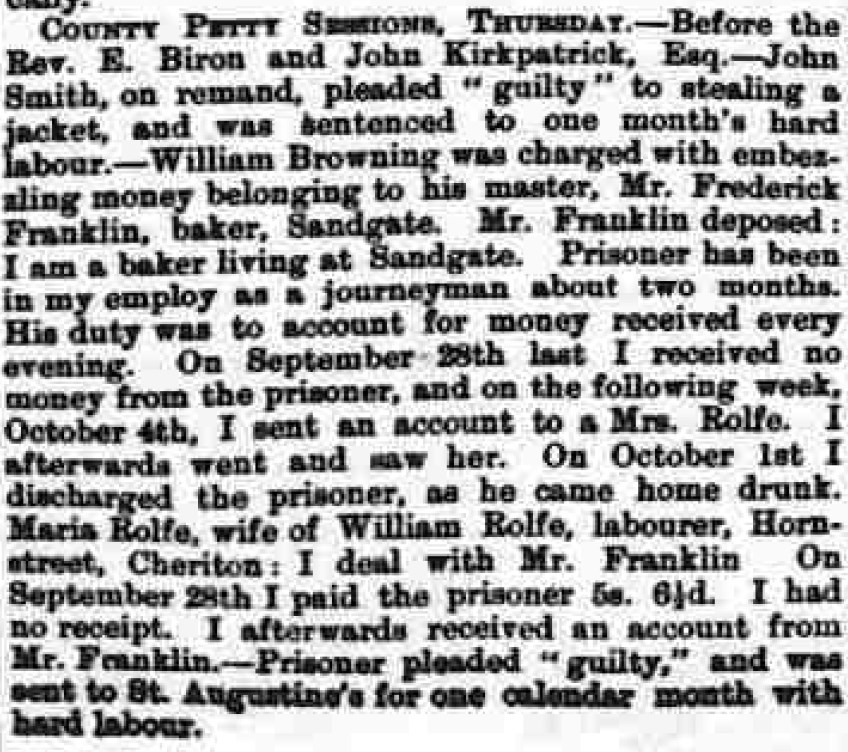 COUNTY PETTY SESSIONS, THURSDAY.—Before the
Rev. E. Biron and John Kirkpatrick, Esq.—John
Smith, on remand, pleaded "guilty" to stealing a
jacket, and was sentenced to one month's hard
labour.—William Browning was charged with embez-
zling money belonging to his master, Mr. Frederick
Franklin, baker, Sandgate. Mr. Franklin deposed:
I am a baker living at Sandgate. Prisoner has been
in my employ as a journeyman about two months.
His duty was to account for money received every
evening. On September 28th last I received no
money from the prisoner, and on the following week,
October 4th, I sent an account to a Mrs. Rolfe. I
afterwards went and saw her. On October 1st I
discharged the prisoner, as he came home drunk.
Maria Rolfe, wife of William Rolfe, labourer, Horn-
street, Cheriton: I deal with Mr. Franklin On
September 28th I paid the prisoner 5s. 6½d. I had
no receipt. I afterwards received an account from
Mr. Franklin.—Prisoner pleaded "guilty," and was
sent to St. Augustine's for one calendar month with
hard labour.